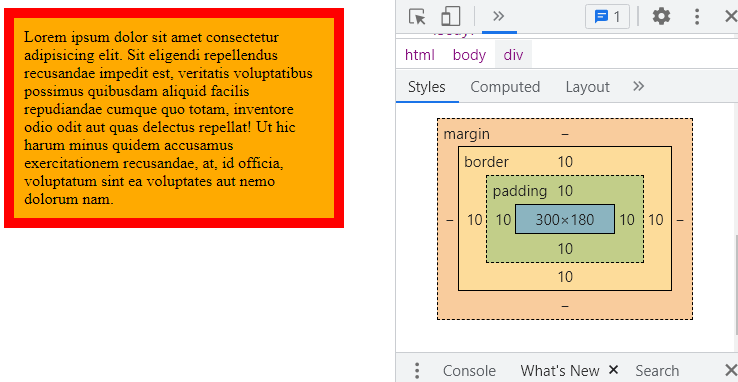 Lorem ipsum dolor sit amet consectetur
adipisicing elit. Sit eligendi repellendus
recusandae impedit est, veritatis voluptatibus
possimus quibusdam aliquid facilis
repudiandae cumque quo totam, inventore
odio odit aut quas delectus repellat! Ut hic
harum minus quidem accusamus
exercitationem recusandae, at, id officia,
voluptatum sint ea voluptates aut nemo
dolorum nam.
» 1
html body div
Styles Computed Layout »
margin –
border 10
padding 10
– 10 10 300×180 10 10 –
10
10
–
Console What's New × Search